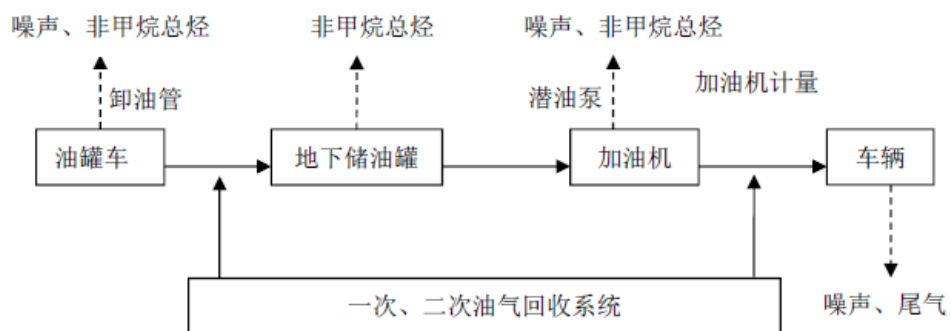 噪声、非甲烷总烃
非甲烷总烃
噪声、非甲烷总烃
加油机计量
卸油管
潜油泵
油罐车
地下储油罐
加油机
车辆
一次、二次油气回收系统
噪声、尾气